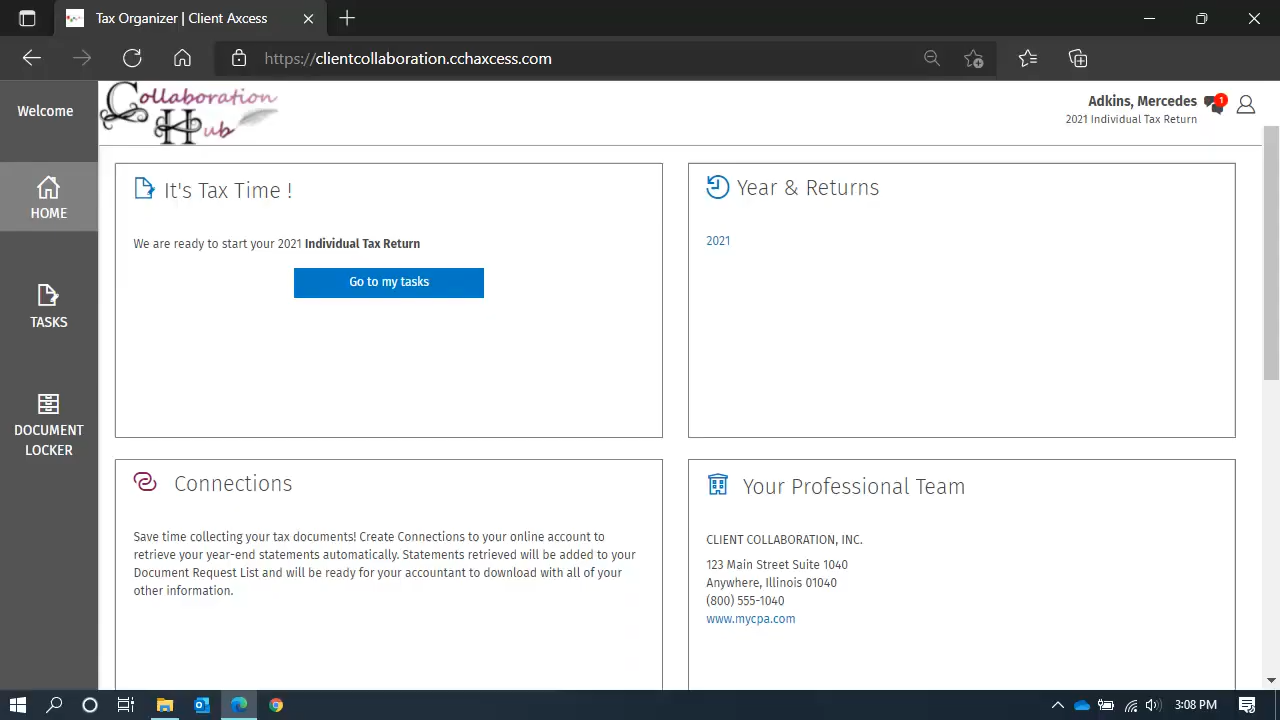 Tax Organizer | Client Axcess
https://clientcollaboration.cchaxcess.com
Welcome
Collaboration
Hub
Adkins, Mercedes
1
2021 Individual Tax Return
HOME
TASKS
DOCUMENT
LOCKER
It's Tax Time !
We are ready to start your 2021 Individual Tax Return
Go to my tasks
Year & Returns
2021
Connections
Save time collecting your tax documents! Create Connections to your online account to
retrieve your year-end statements automatically. Statements retrieved will be added to your
Document Request List and will be ready for your accountant to download with all of your
other information.
Your Professional Team
CLIENT COLLABORATION, INC.
123 Main Street Suite 1040
Anywhere, Illinois 01040
(800) 555-1040
www.mycpa.com
3:08 PM